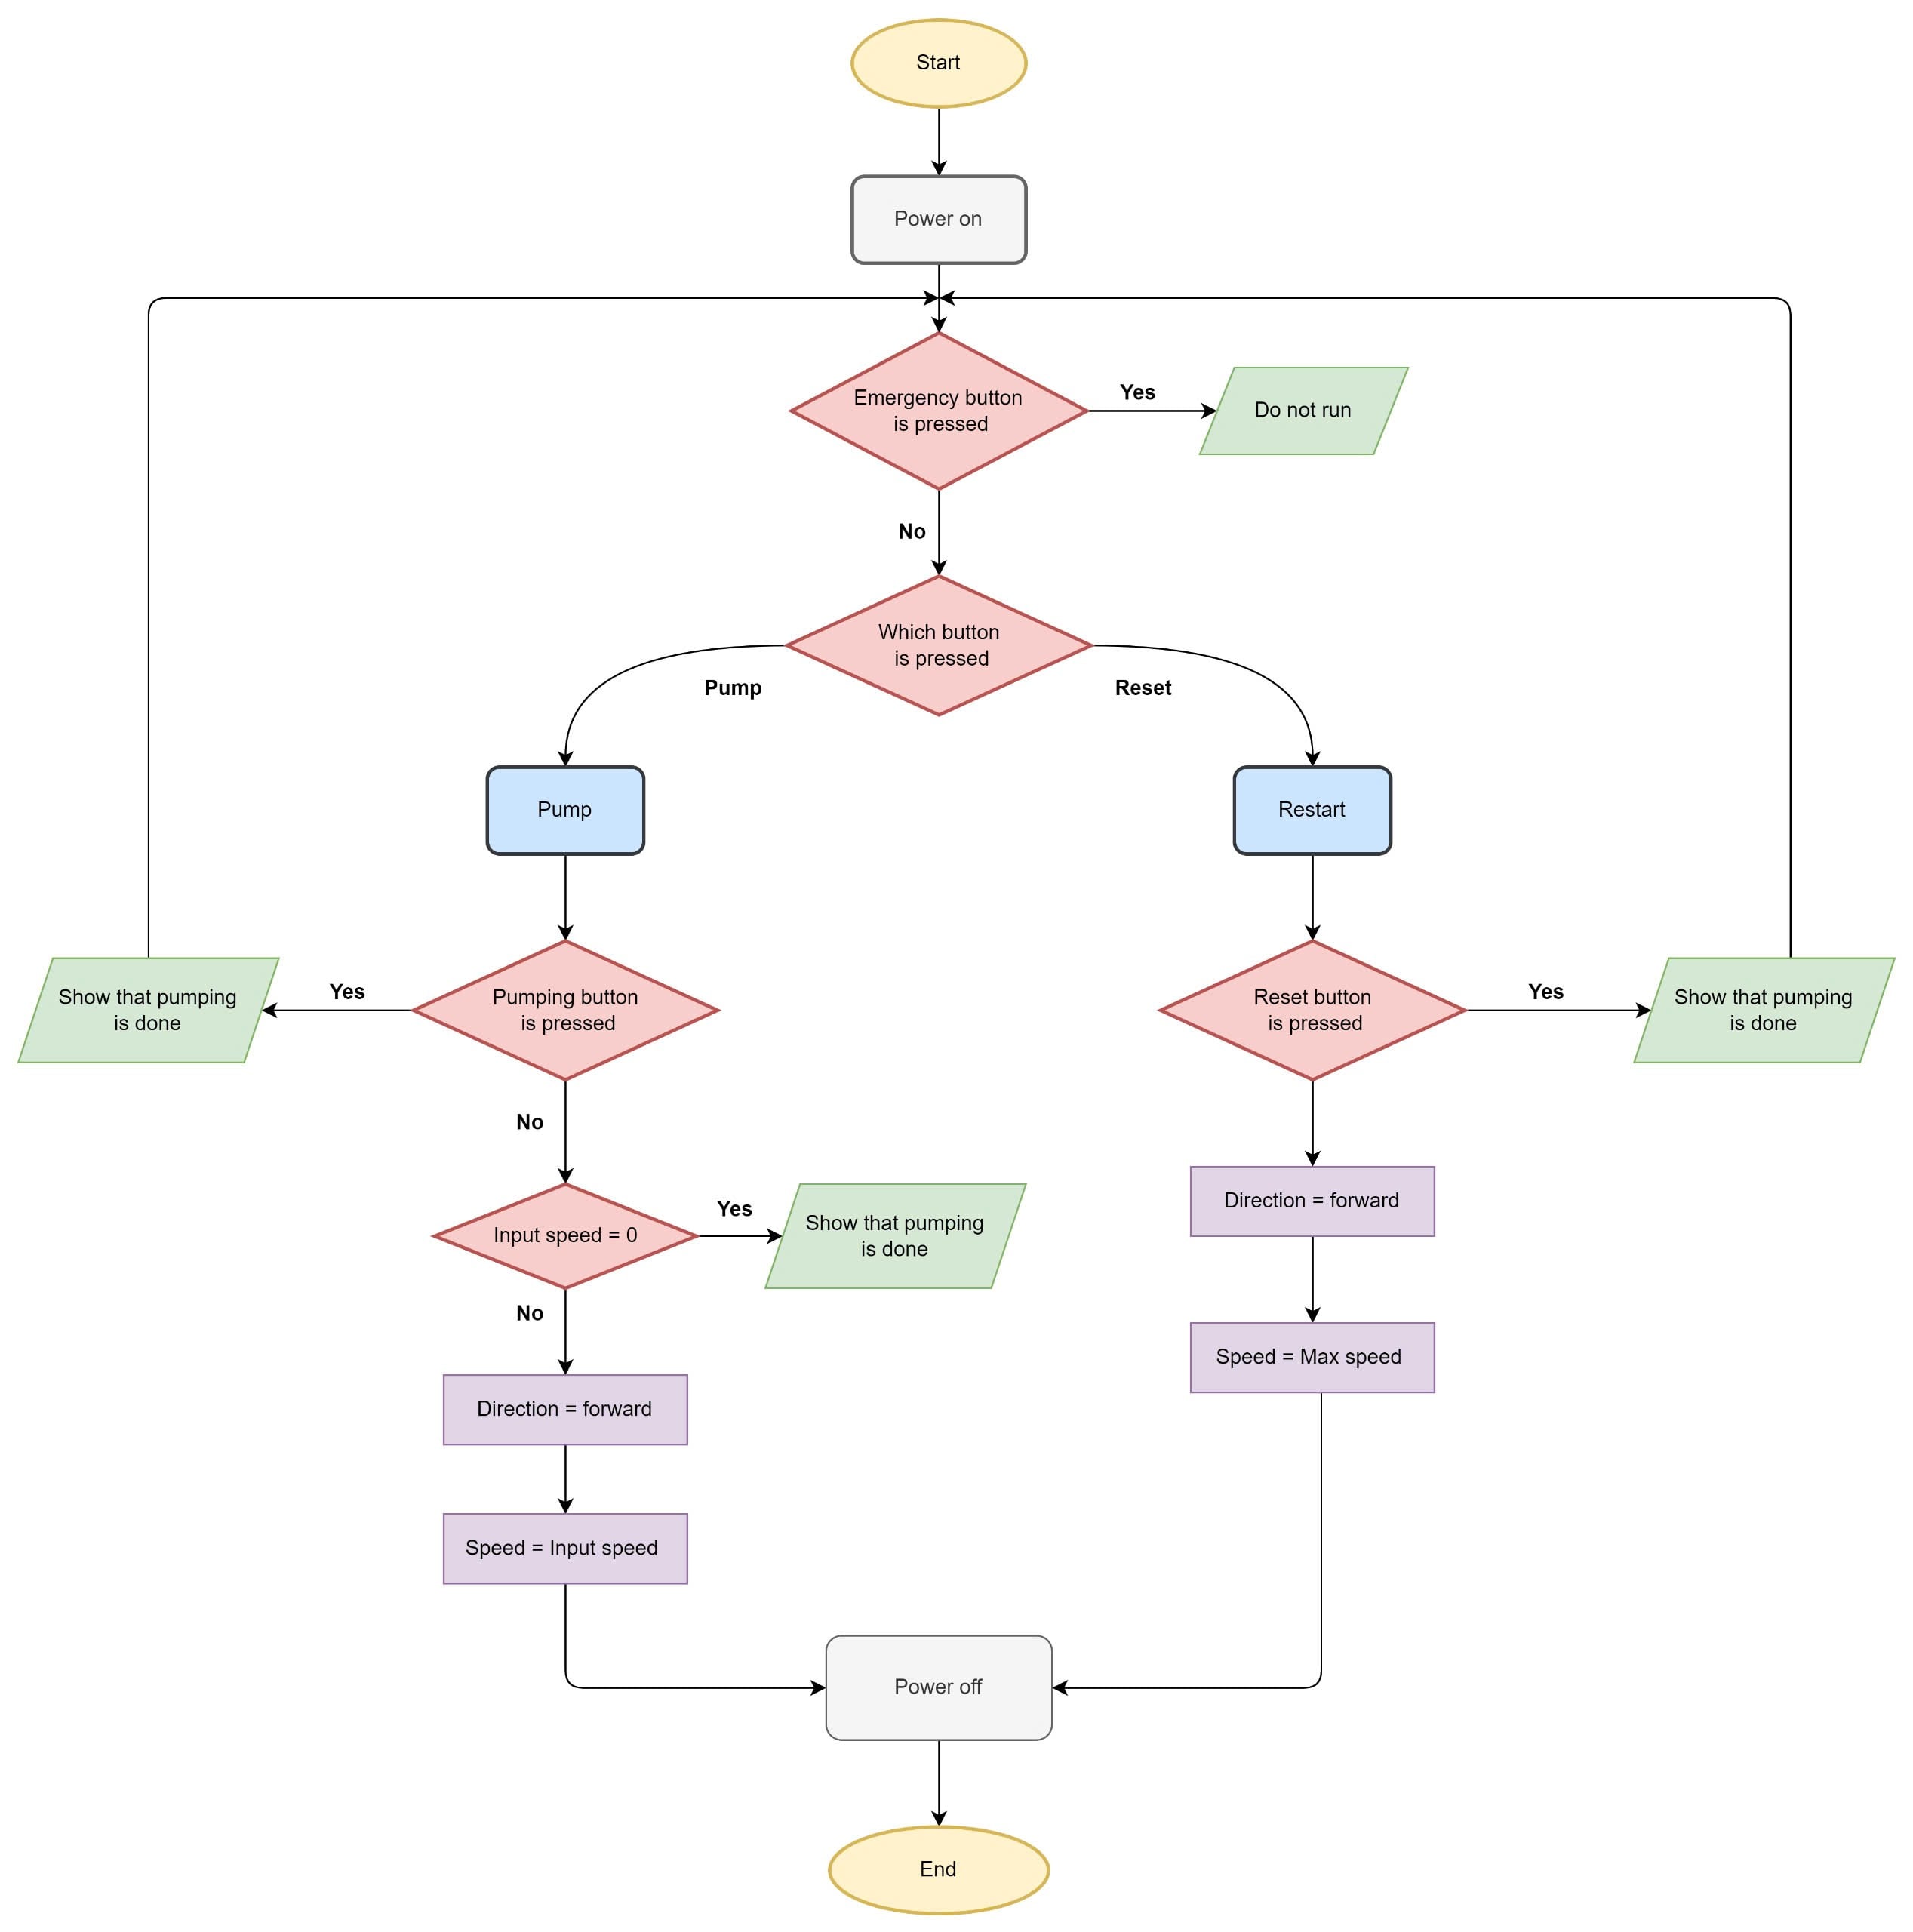 Start
Power on
Emergency button
is pressed
Yes
Do not run
No
Which button
is pressed
Pump
Reset
Pump
Restart
Show that pumping
is done
Yes
Pumping button
is pressed
Reset button
is pressed
Yes
Show that pumping
is done
No
Input speed = 0
Yes
Show that pumping
is done
Direction = forward
No
Speed = Max speed
Direction = forward
Speed = Input speed
Power off
End